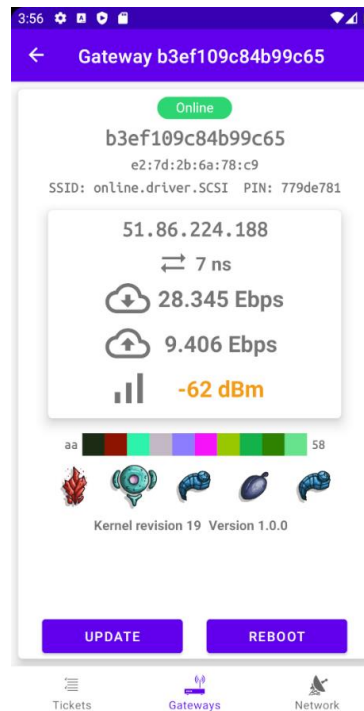 3:56
Gateway b3ef109c84b99c65
Online
b3ef109c84b99c65
e2:7d:2b:6a:78:c9
SSID: online.driver.SCSI PIN: 779de781
51.86.224.188
7 ns
28.345 Ebps
9.406 Ebps
-62 dBm
aa 58
Kernel revision 19 Version 1.0.0
UPDATE REBOOT
Tickets Gateways Network